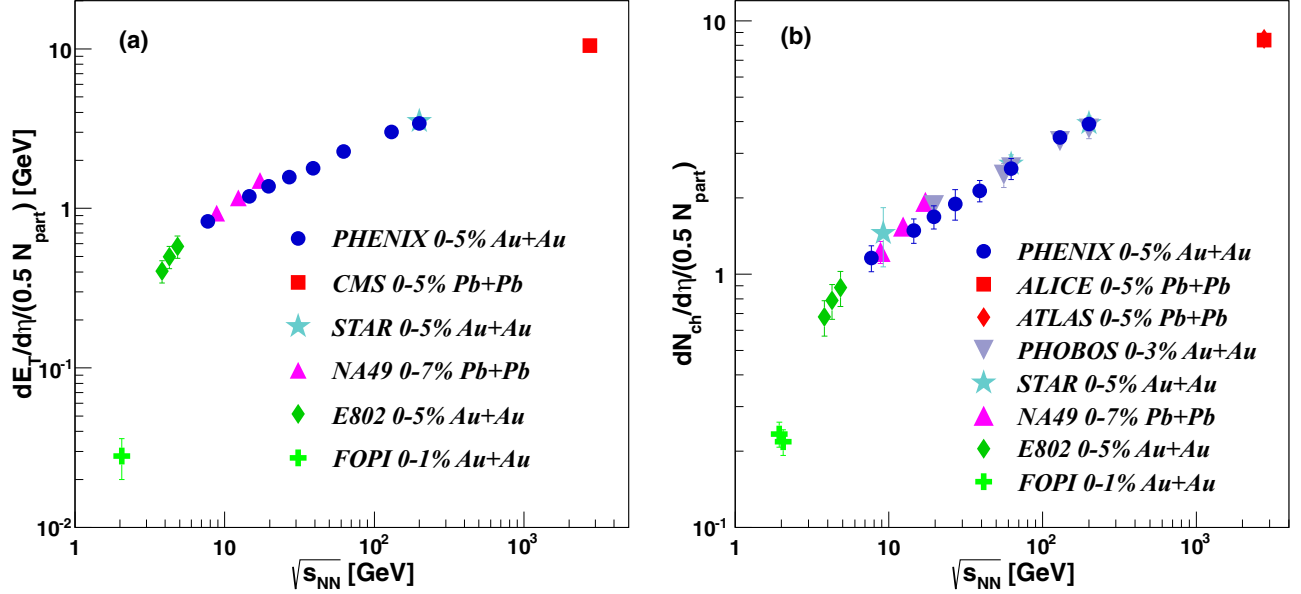 (a)
dE_T/dη/(0.5 N_part) [GeV]
10
1
10^-1
10^-2
PHENIX 0-5% Au+Au
CMS 0-5% Pb+Pb
STAR 0-5% Au+Au
NA49 0-7% Pb+Pb
E802 0-5% Au+Au
FOPI 0-1% Au+Au
1 10 10^2 10^3
√s_NN [GeV]
(b)
dN_ch/dη/(0.5 N_part)
10
1
10^-1
PHENIX 0-5% Au+Au
ALICE 0-5% Pb+Pb
ATLAS 0-5% Pb+Pb
PHOBOS 0-3% Au+Au
STAR 0-5% Au+Au
NA49 0-7% Pb+Pb
E802 0-5% Au+Au
FOPI 0-1% Au+Au
1 10 10^2 10^3
√s_NN [GeV]